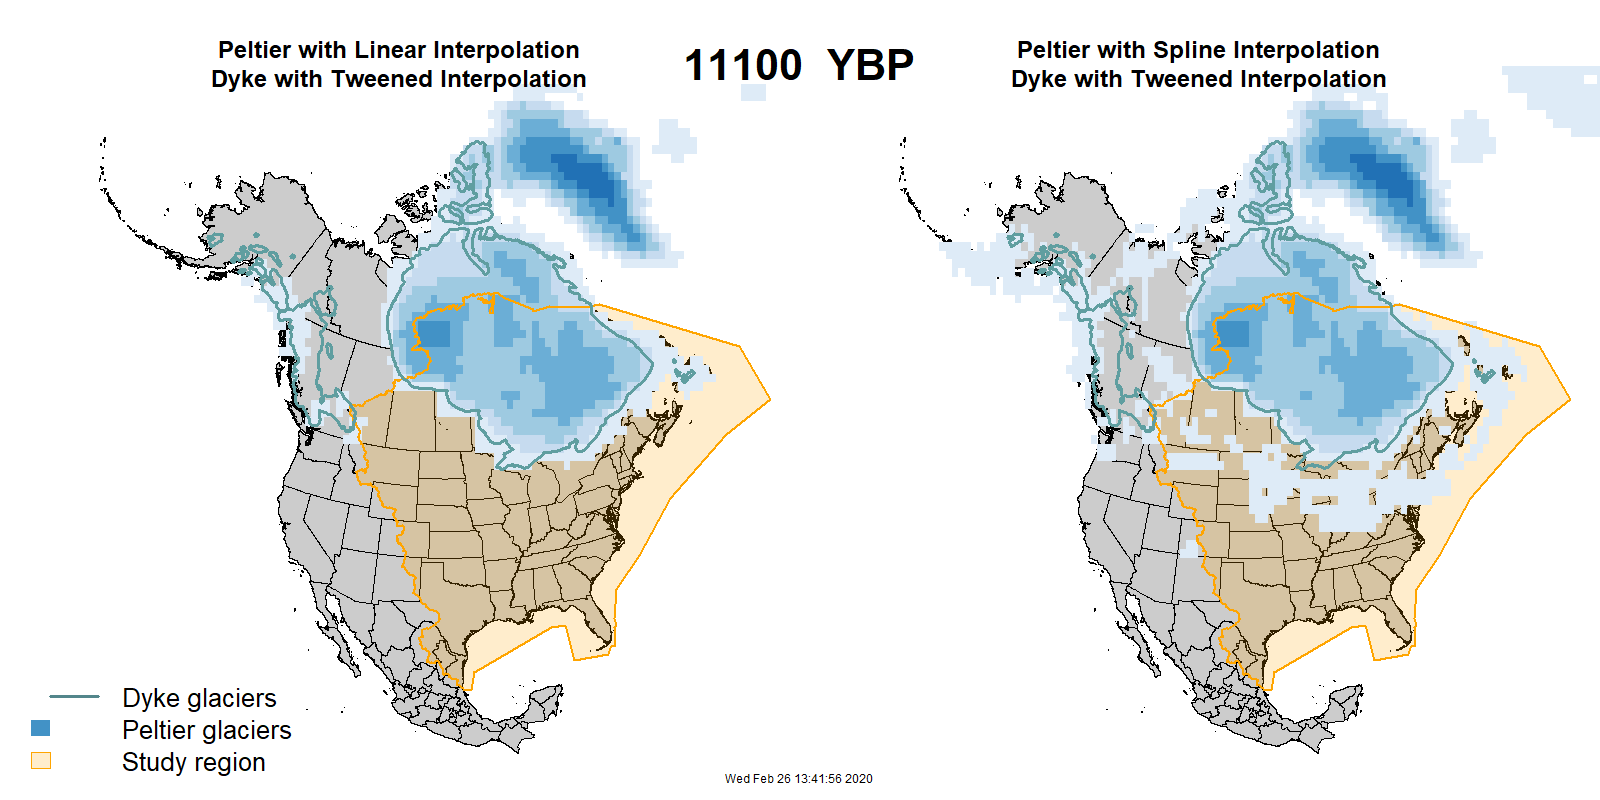 Peltier with Linear Interpolation
Dyke with Tweened Interpolation
11100 YBP
Peltier with Spline Interpolation
Dyke with Tweened Interpolation
Dyke glaciers
Peltier glaciers
Study region
Wed Feb 26 13:41:56 2020